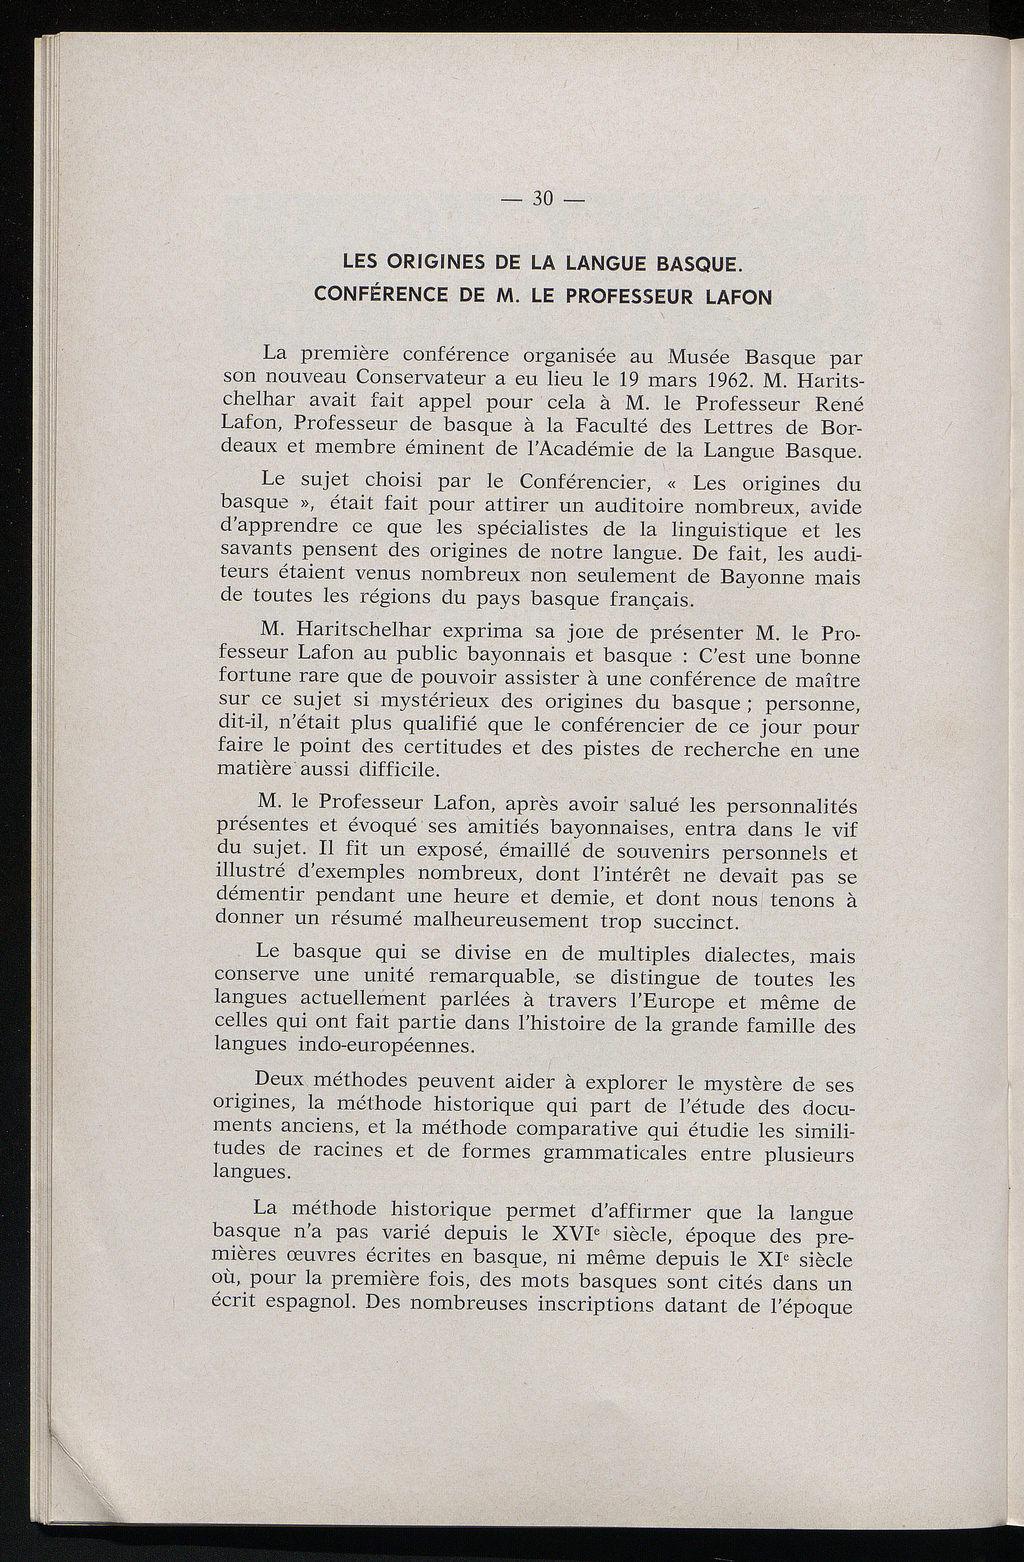 — 30 —
LES ORIGINES DE LA LANGUE BASQUE.
CONFÉRENCE DE M. LE PROFESSEUR LAFON
La première conférence organisée au Musée Basque par
son nouveau Conservateur a eu lieu le 19 mars 1962. M. Harits-
chelhar avait fait appel pour cela à M. le Professeur René
Lafon, Professeur de basque à la Faculté des Lettres de Bor-
deaux et membre éminent de l'Académie de la Langue Basque.
Le sujet choisi par le Conférencier, « Les origines du
basque », était fait pour attirer un auditoire nombreux, avide
d'apprendre ce que les spécialistes de la linguistique et les
savants pensent des origines de notre langue. De fait, les audi-
teurs étaient venus nombreux non seulement de Bayonne mais
de toutes les régions du pays basque français.
M. Haritschelhar exprima sa joie de présenter M. le Pro-
fesseur Lafon au public bayonnais et basque : C'est une bonne
fortune rare que de pouvoir assister à une conférence de maître
sur ce sujet si mystérieux des origines du basque ; personne,
dit-il, n'était plus qualifié que le conférencier de ce jour pour
faire le point des certitudes et des pistes de recherche en une
matière aussi difficile.
M. le Professeur Lafon, après avoir salué les personnalités
présentes et évoqué ses amitiés bayonnaises, entra dans le vif
du sujet. Il fit un exposé, émaillé de souvenirs personnels et
illustré d'exemples nombreux, dont l'intérêt ne devait pas se
démentir pendant une heure et demie, et dont nous tenons à
donner un résumé malheureusement trop succinct.
Le basque qui se divise en de multiples dialectes, mais
conserve une unité remarquable, se distingue de toutes les
langues actuellement parlées à travers l'Europe et même de
celles qui ont fait partie dans l'histoire de la grande famille des
langues indo-européennes.
Deux méthodes peuvent aider à explorer le mystère de ses
origines, la méthode historique qui part de l'étude des docu-
ments anciens, et la méthode comparative qui étudie les simili-
tudes de racines et de formes grammaticales entre plusieurs
langues.
La méthode historique permet d'affirmer que la langue
basque n'a pas varié depuis le XVIe siècle, époque des pre-
mières œuvres écrites en basque, ni même depuis le XIe siècle
où, pour la première fois, des mots basques sont cités dans un
écrit espagnol. Des nombreuses inscriptions datant de l'époque